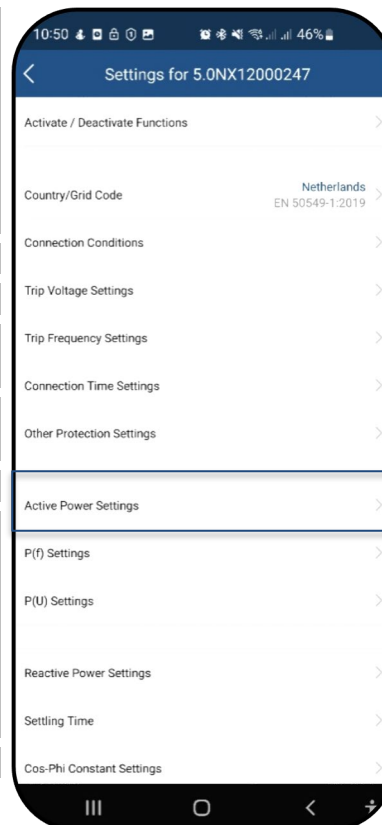 10:50 46%
Settings for 5.0NX12000247
Activate / Deactivate Functions
Country/Grid Code
Netherlands
EN 50549-1:2019
Connection Conditions
Trip Voltage Settings
Trip Frequency Settings
Connection Time Settings
Other Protection Settings
Active Power Settings
P(f) Settings
P(U) Settings
Reactive Power Settings
Settling Time
Cos-Phi Constant Settings